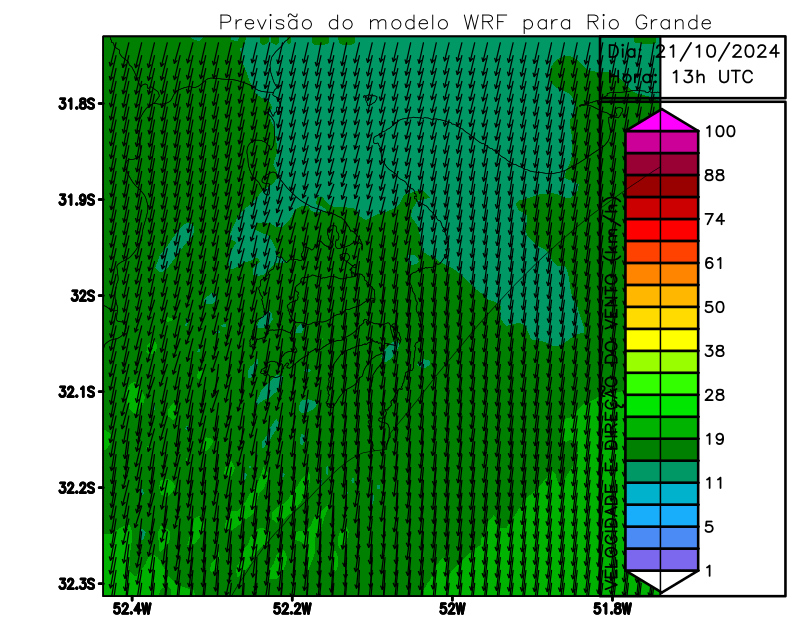 Previsão do modelo WRF para Rio Grande
Dia: 21/10/2024
Hora: 13h UTC
31.8S
31.9S
32S
32.1S
32.2S
32.3S
52.4W
52.2W
52W
51.8W
VELOCIDADE E DIREÇÃO DO VENTO (km/h)
100
88
74
61
50
38
28
19
11
5
1